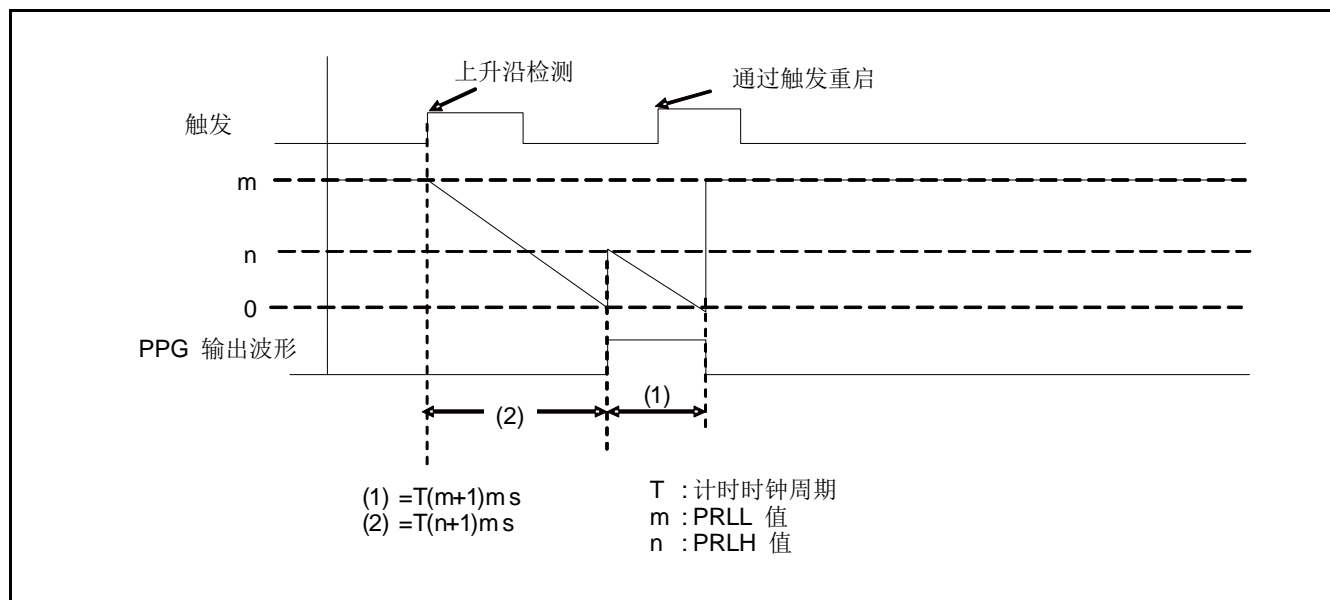 上升沿检测
通过触发重启
触发
m
n
0
PPG 输出波形
(1)
(2)
(1) =T(m+1)m s
(2) =T(n+1)m s
T : 计时时钟周期
m : PRLL 值
n : PRLH 值